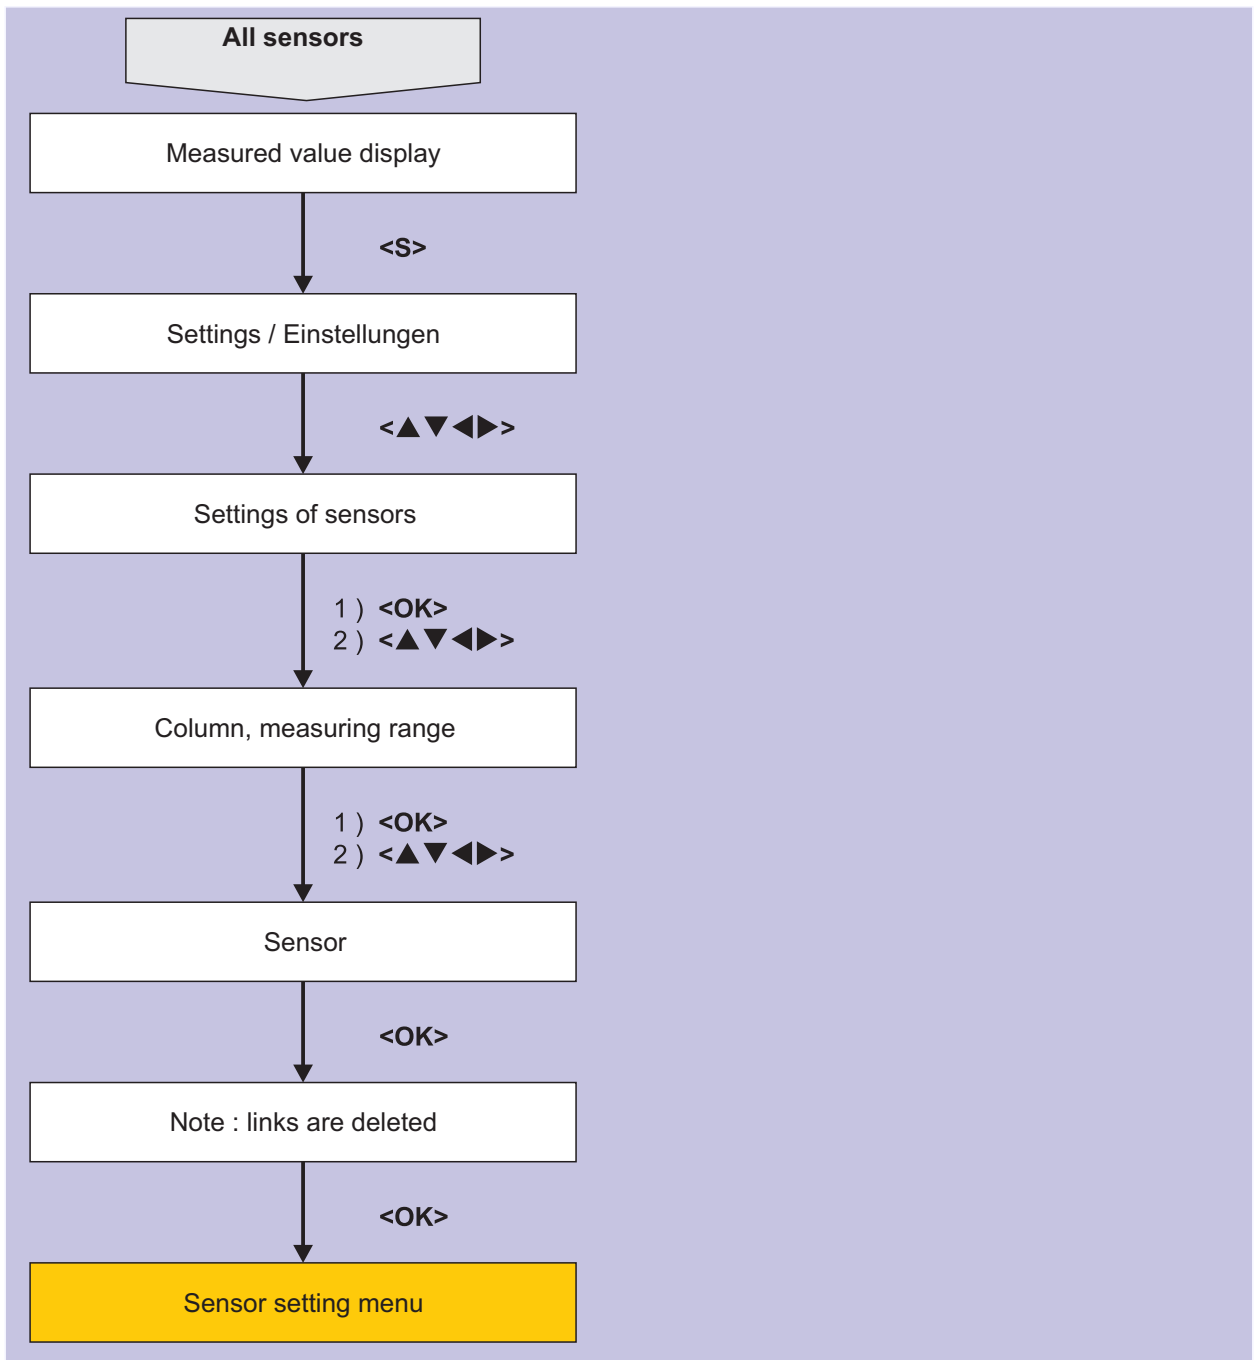 All sensors
Measured value display
<S>
Settings / Einstellungen
<▲▼◀▶>
Settings of sensors
1 ) <OK>
2 ) <▲▼◀▶>
Column, measuring range
1 ) <OK>
2 ) <▲▼◀▶>
Sensor
<OK>
Note : links are deleted
<OK>
Sensor setting menu